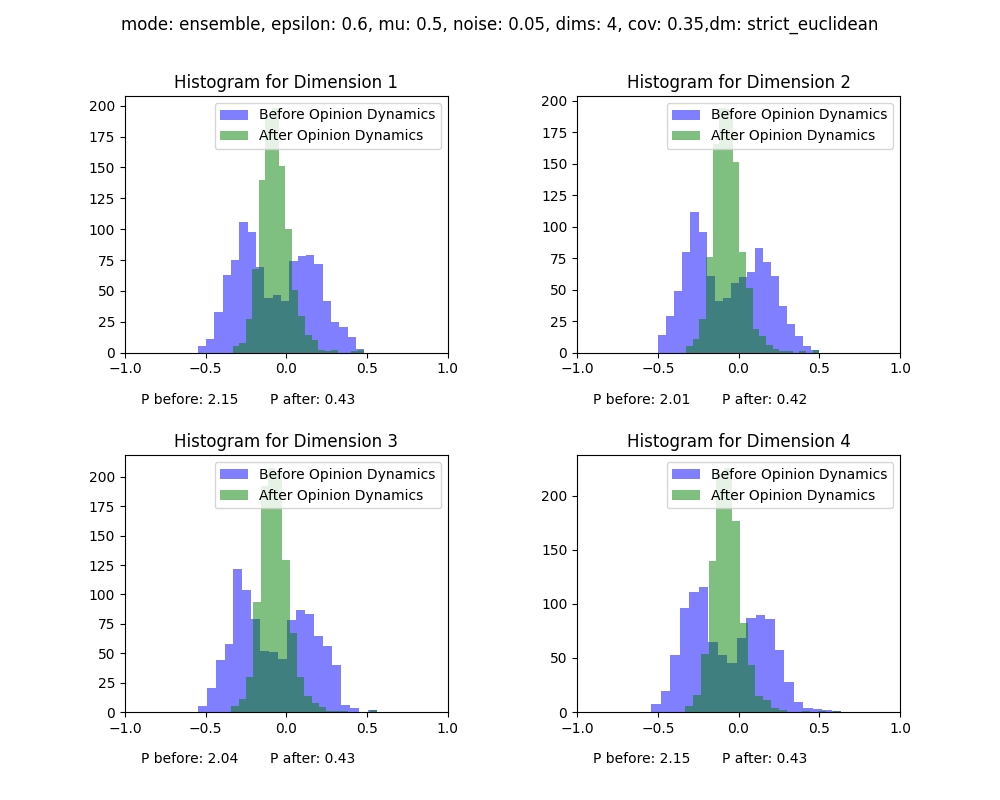 mode: ensemble, epsilon: 0.6, mu: 0.5, noise: 0.05, dims: 4, cov: 0.35,dm: strict_euclidean
Histogram for Dimension 1
Before Opinion Dynamics
After Opinion Dynamics
200
175
150
125
100
75
50
25
0
−1.0 −0.5 0.0 0.5 1.0
P before: 2.15 P after: 0.43
Histogram for Dimension 2
Before Opinion Dynamics
After Opinion Dynamics
200
175
150
125
100
75
50
25
0
−1.0 −0.5 0.0 0.5 1.0
P before: 2.01 P after: 0.42
Histogram for Dimension 3
Before Opinion Dynamics
After Opinion Dynamics
200
175
150
125
100
75
50
25
0
−1.0 −0.5 0.0 0.5 1.0
P before: 2.04 P after: 0.43
Histogram for Dimension 4
Before Opinion Dynamics
After Opinion Dynamics
200
150
100
50
0
−1.0 −0.5 0.0 0.5 1.0
P before: 2.15 P after: 0.43